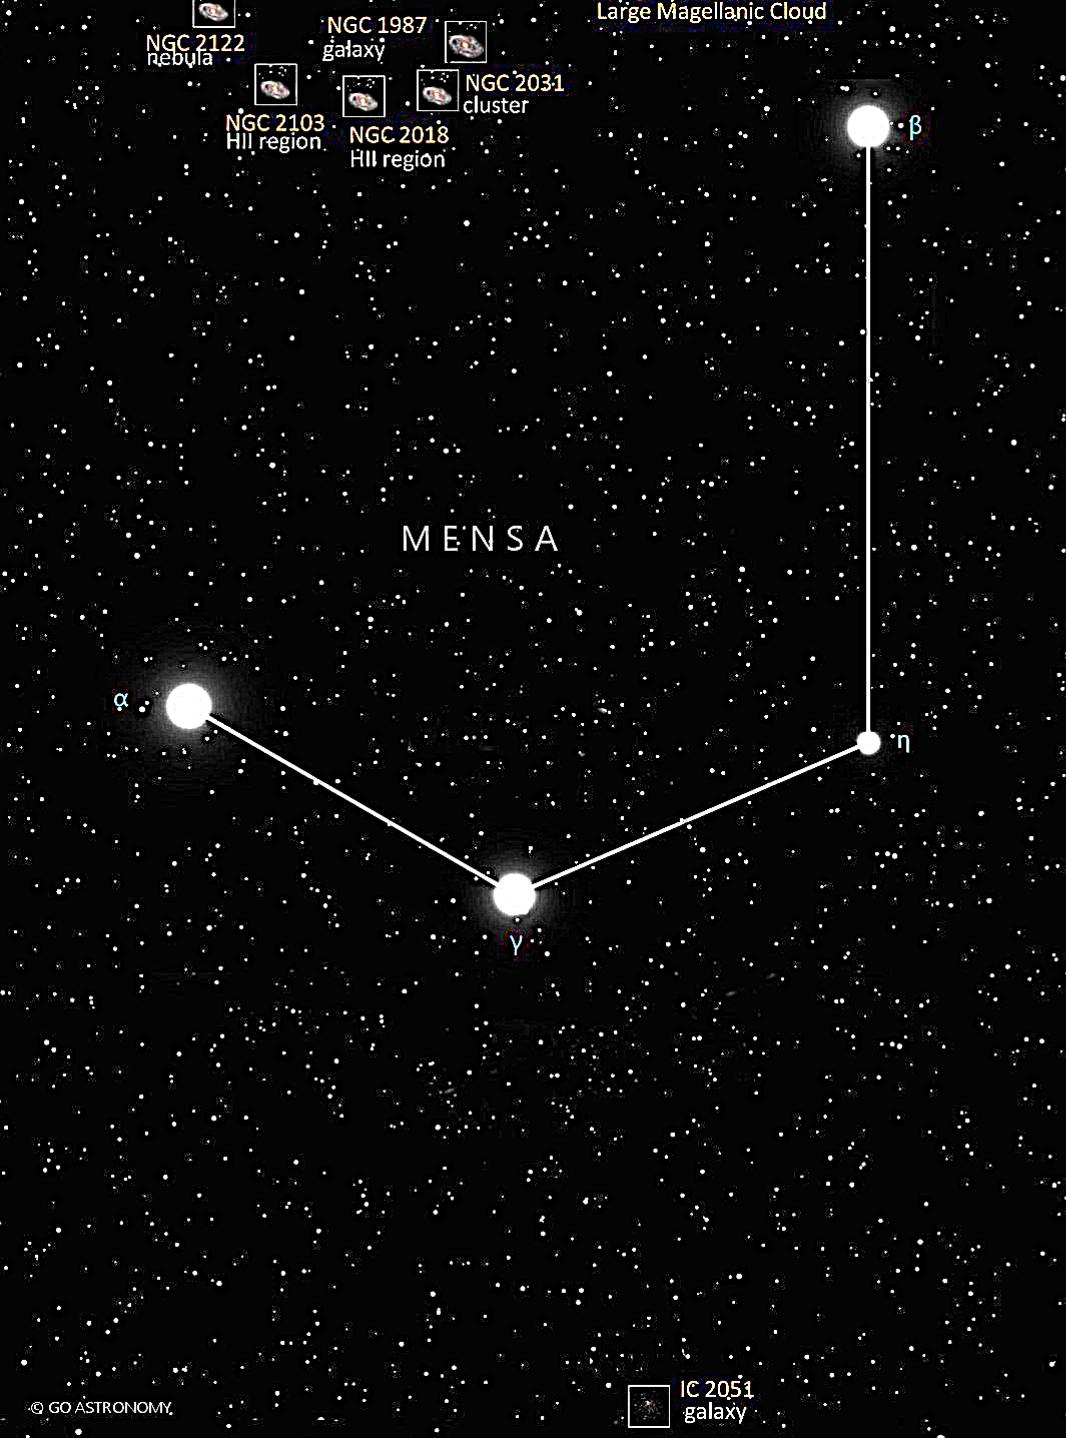 Large Magellanic Cloud
NGC 2122
nebula
NGC 1987
galaxy
NGC 2031
cluster
NGC 2103
HII region
NGC 2018
HII region
β
MENSA
α
η
γ
IC 2051
galaxy
© GO ASTRONOMY